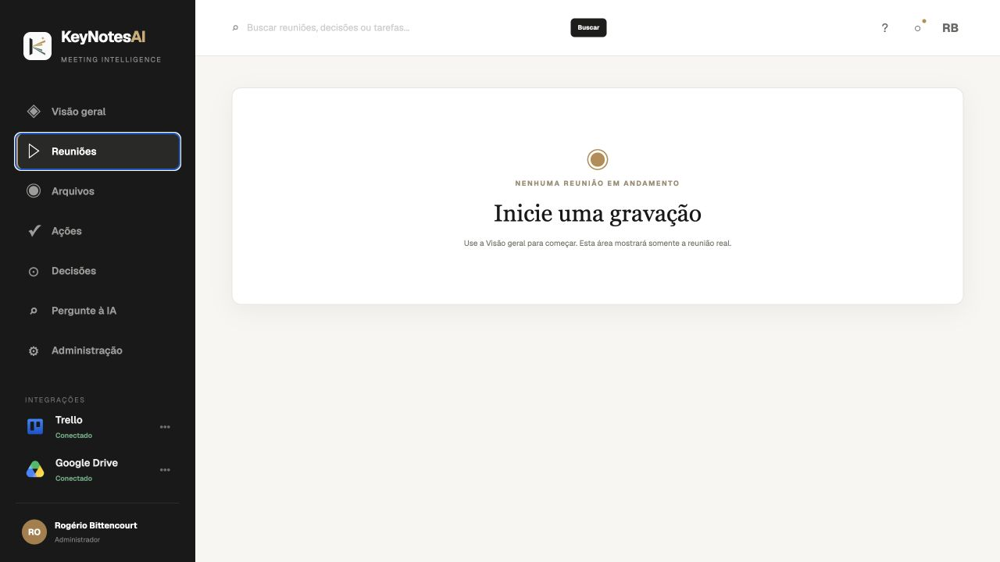 KeyNotesAI
MEETING INTELLIGENCE
Visão geral
Reuniões
Arquivos
Ações
Decisões
Pergunte à IA
Administração
INTEGRAÇÕES
Trello
Conectado
Google Drive
Conectado
RO
Rogério Bittencourt
Administrador
Buscar reuniões, decisões ou tarefas...
Buscar
?
RB
NENHUMA REUNIÃO EM ANDAMENTO
Inicie uma gravação
Use a Visão geral para começar. Esta área mostrará somente a reunião real.